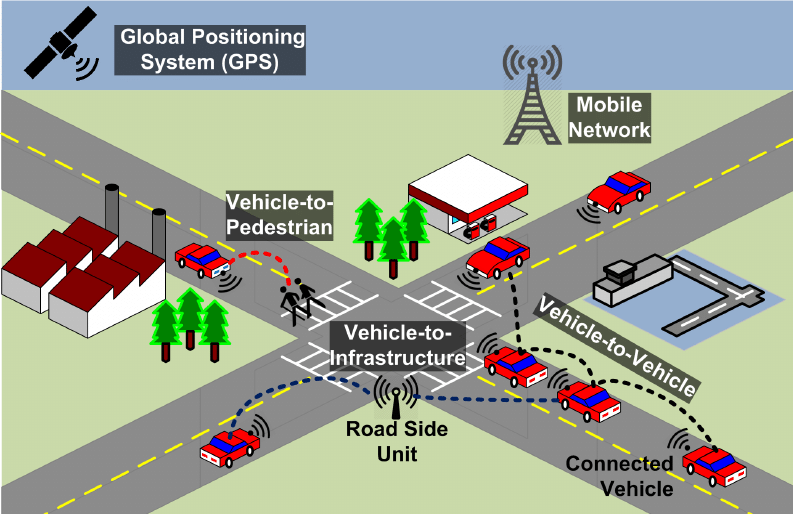 Global Positioning
System (GPS)
Mobile
Network
Vehicle-to-
Pedestrian
Vehicle-to-
Infrastructure
Vehicle-to-Vehicle
Road Side
Unit
Connected
Vehicle